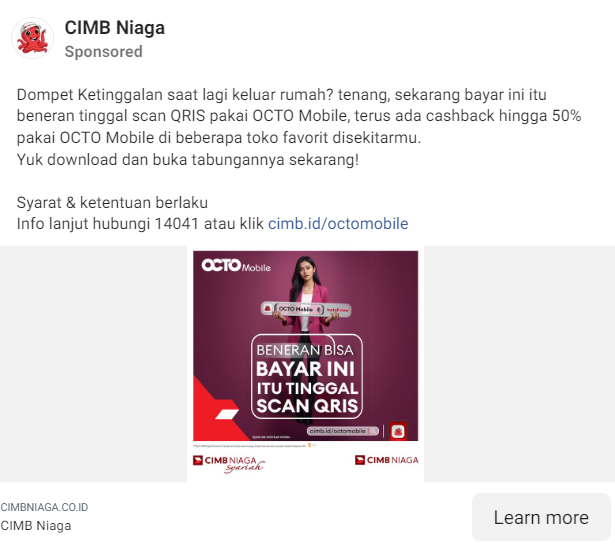 CIMB Niaga
Sponsored
Dompet Ketinggalan saat lagi keluar rumah? tenang, sekarang bayar ini itu
beneran tinggal scan QRIS pakai OCTO Mobile, terus ada cashback hingga 50%
pakai OCTO Mobile di beberapa toko favorit disekitarmu.
Yuk download dan buka tabungannya sekarang!
Syarat & ketentuan berlaku
Info lanjut hubungi 14041 atau klik cimb.id/octomobile
OCTO Mobile
OCTO Mobile
BENERAN BISA
BAYAR INI
ITU TINGGAL
SCAN QRIS
cimb.id/octomobile
CIMB NIAGA
syariah
CIMB NIAGA
CIMBNIAGA.CO.ID
CIMB Niaga
Learn more